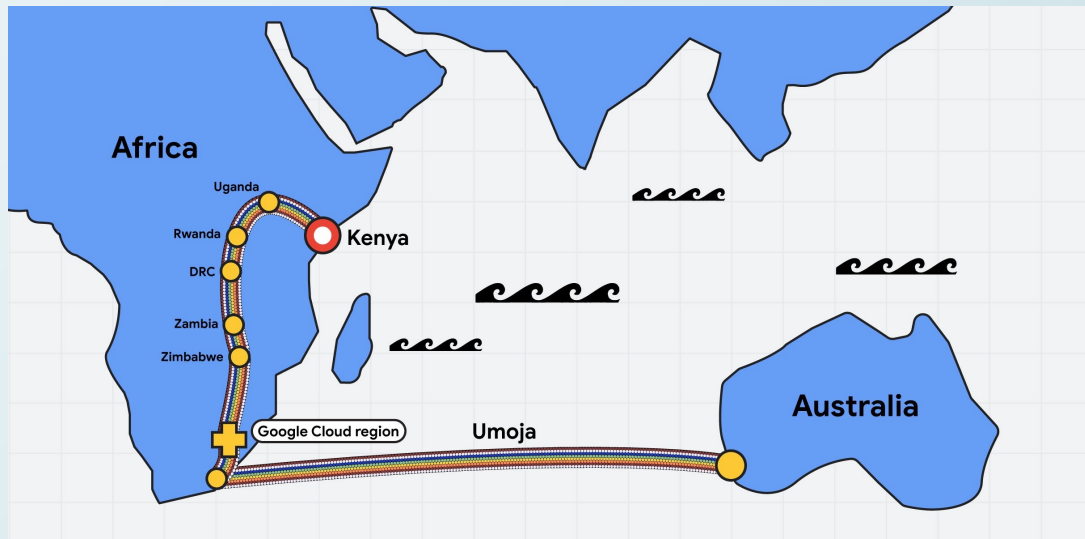 Africa
Uganda
Rwanda
Kenya
DRC
Zambia
Zimbabwe
Google Cloud region
Umoja
Australia